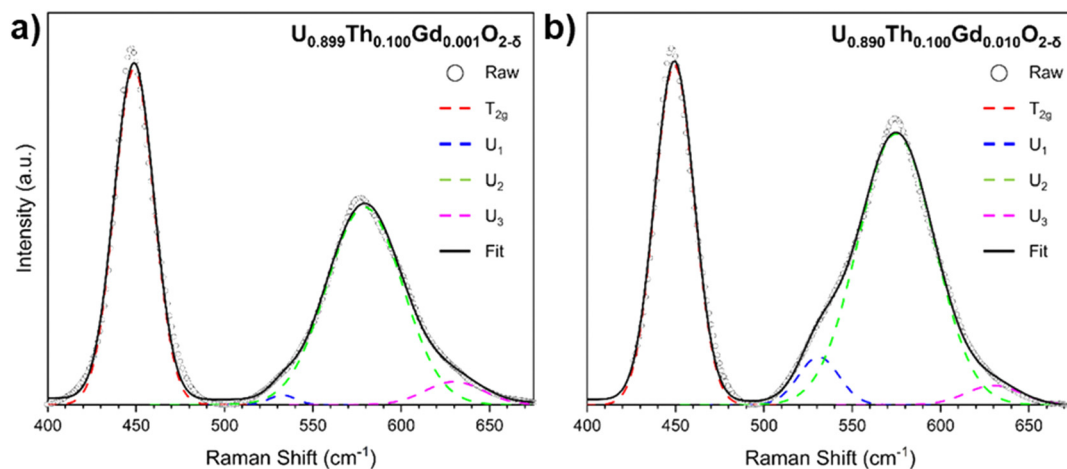 a) U₀.₈₉₉Th₀.₁₀₀Gd₀.₀₀₁O₂₋δ
Raw
T₂g
U₁
U₂
U₃
Fit
Intensity (a.u.)
400 450 500 550 600 650
Raman Shift (cm⁻¹)
b) U₀.₈₉₀Th₀.₁₀₀Gd₀.₀₁₀O₂₋δ
Raw
T₂g
U₁
U₂
U₃
Fit
400 450 500 550 600 650
Raman Shift (cm⁻¹)